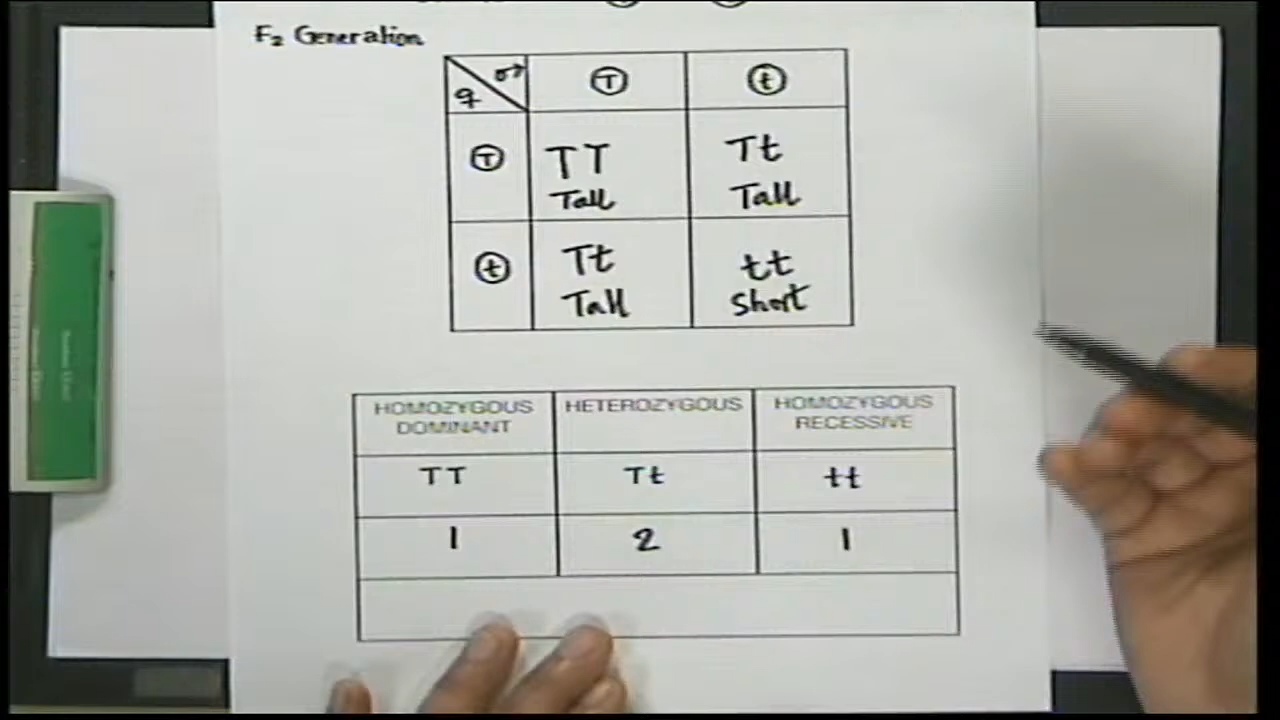 F₂ Generation
♀ ♂ T t
T TT Tt
Tall Tall
t Tt tt
Tall Short
HOMOZYGOUS DOMINANT HETEROZYGOUS HOMOZYGOUS RECESSIVE
TT Tt tt
1 2 1